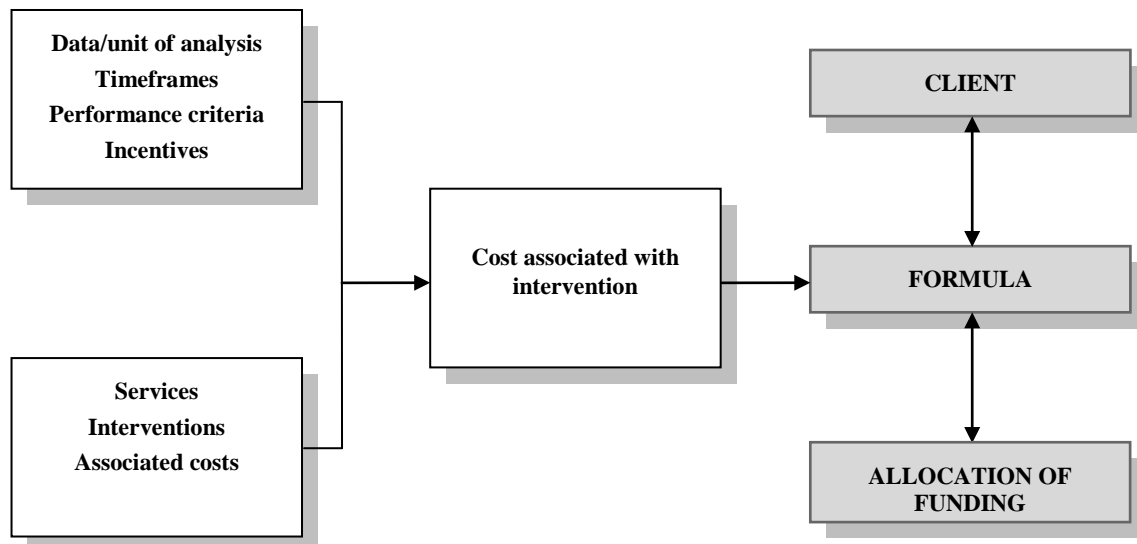 Data/unit of analysis
Timeframes
Performance criteria
Incentives
Services
Interventions
Associated costs
Cost associated with
intervention
CLIENT
FORMULA
ALLOCATION OF
FUNDING